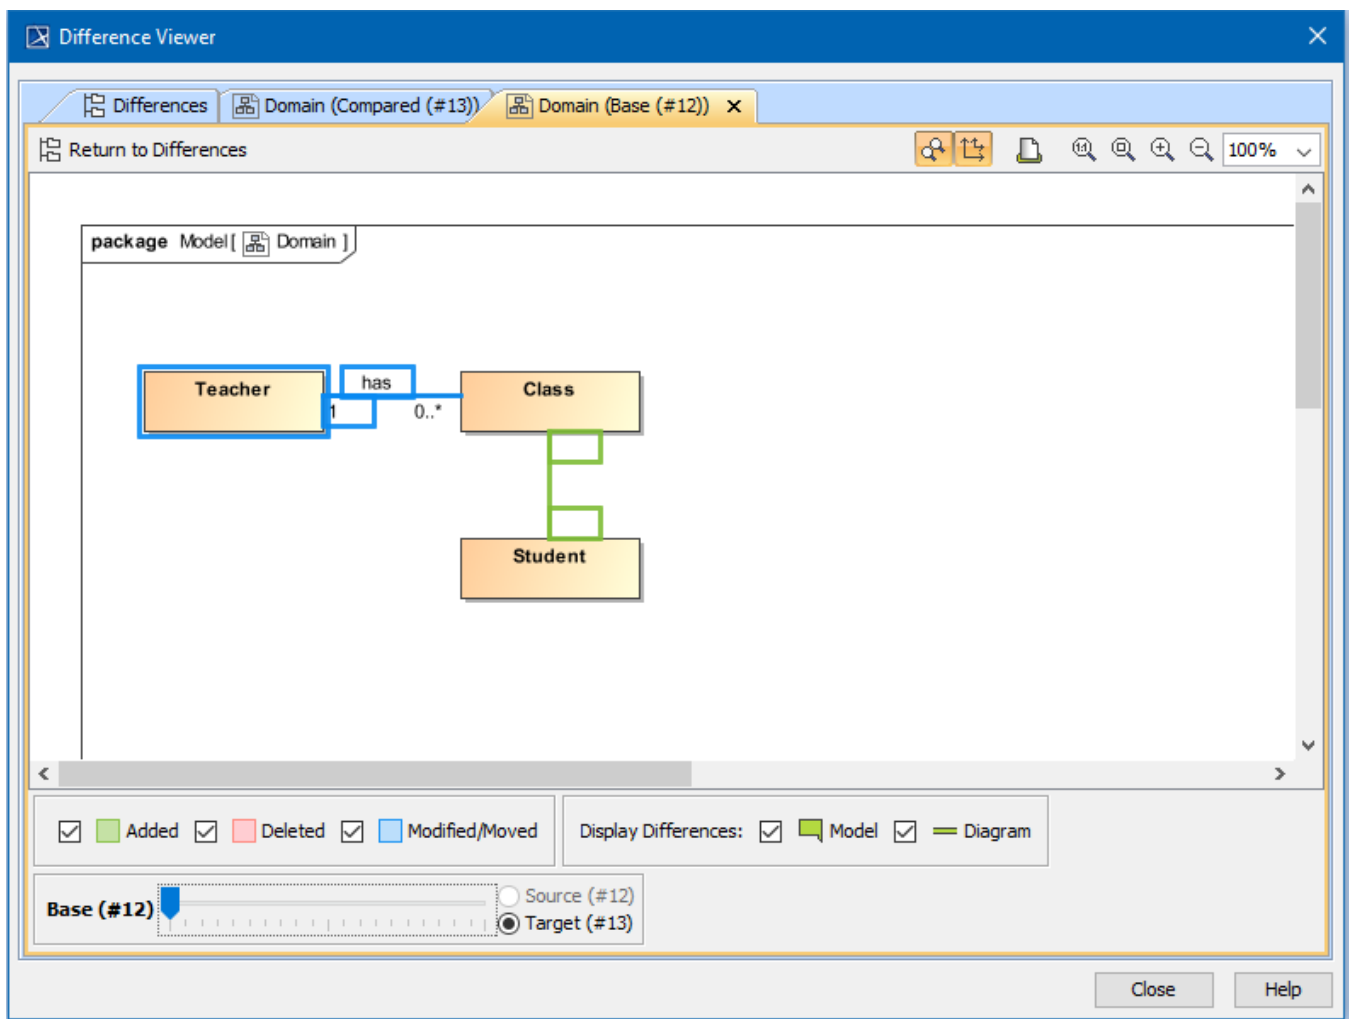 Difference Viewer
Differences Domain (Compared (#13)) Domain (Base (#12))
Return to Differences 100%
package Model[ Domain ]
Teacher has Class
1 0..*
Student
Added Deleted Modified/Moved Display Differences: Model Diagram
Source (#12)
Base (#12)
Target (#13)
Close Help